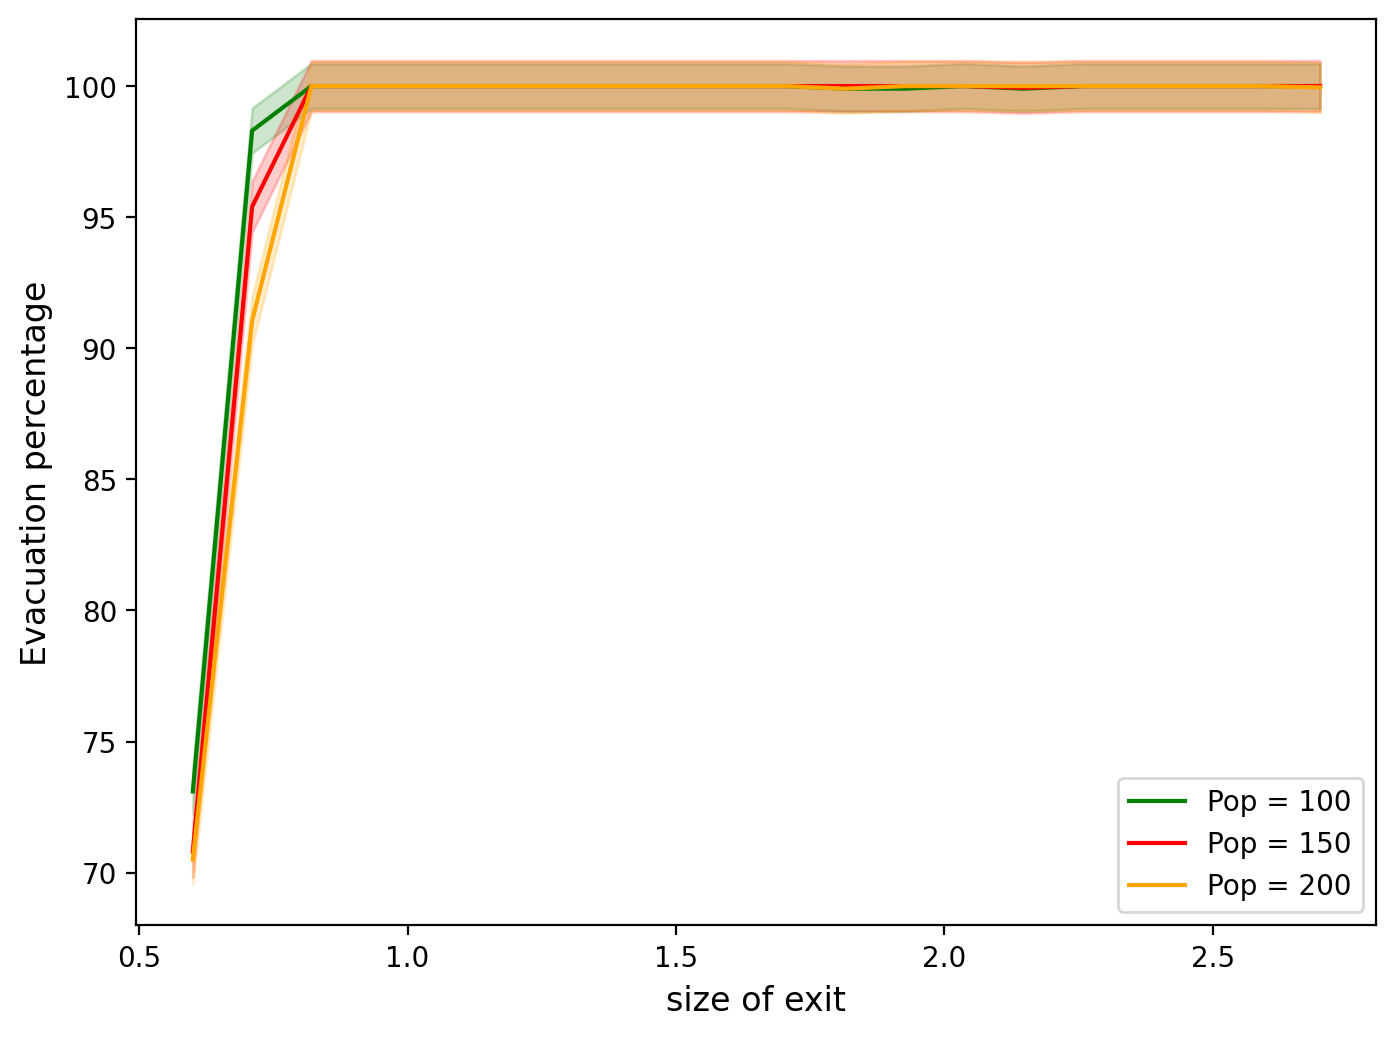 Evacuation percentage
100
95
90
85
80
75
70
0.5 1.0 1.5 2.0 2.5
size of exit
Pop = 100
Pop = 150
Pop = 200